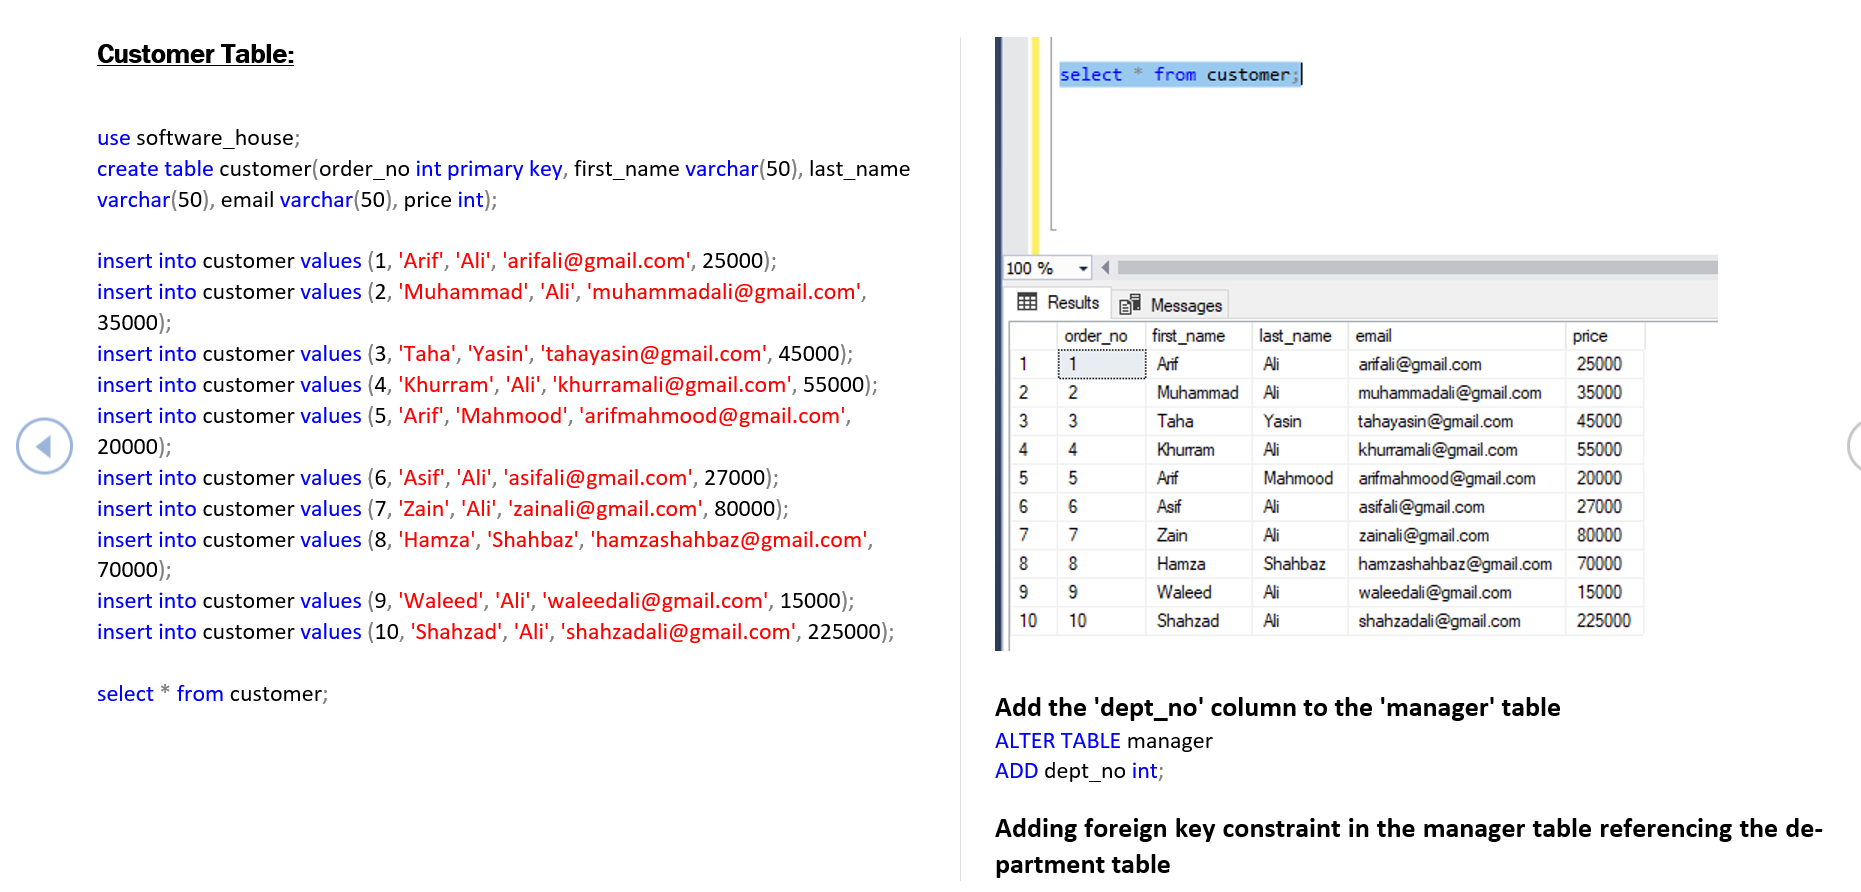 Customer Table:
use software_house;
create table customer(order_no int primary key, first_name varchar(50), last_name
varchar(50), email varchar(50), price int);
insert into customer values (1, 'Arif', 'Ali', 'arifali@gmail.com', 25000);
insert into customer values (2, 'Muhammad', 'Ali', 'muhammadali@gmail.com',
35000);
insert into customer values (3, 'Taha', 'Yasin', 'tahayasin@gmail.com', 45000);
insert into customer values (4, 'Khurram', 'Ali', 'khurramali@gmail.com', 55000);
insert into customer values (5, 'Arif', 'Mahmood', 'arifmahmood@gmail.com',
20000);
insert into customer values (6, 'Asif', 'Ali', 'asifali@gmail.com', 27000);
insert into customer values (7, 'Zain', 'Ali', 'zainali@gmail.com', 80000);
insert into customer values (8, 'Hamza', 'Shahbaz', 'hamzashahbaz@gmail.com',
70000);
insert into customer values (9, 'Waleed', 'Ali', 'waleedali@gmail.com', 15000);
insert into customer values (10, 'Shahzad', 'Ali', 'shahzadali@gmail.com', 225000);
select * from customer;
select * from customer;
100 %
Results Messages
order_no first_name last_name email price
1 1 Arif Ali arifali@gmail.com 25000
2 2 Muhammad Ali muhammadali@gmail.com 35000
3 3 Taha Yasin tahayasin@gmail.com 45000
4 4 Khurram Ali khurramali@gmail.com 55000
5 5 Arif Mahmood arifmahmood@gmail.com 20000
6 6 Asif Ali asifali@gmail.com 27000
7 7 Zain Ali zainali@gmail.com 80000
8 8 Hamza Shahbaz hamzashahbaz@gmail.com 70000
9 9 Waleed Ali waleedali@gmail.com 15000
10 10 Shahzad Ali shahzadali@gmail.com 225000
Add the 'dept_no' column to the 'manager' table
ALTER TABLE manager
ADD dept_no int;
Adding foreign key constraint in the manager table referencing the de-
partment table